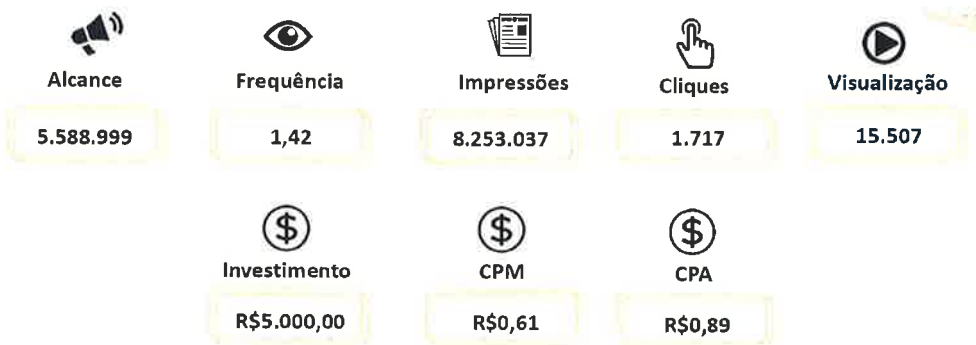 Alcance
Frequência
Impressões
Cliques
Visualização
5.588.999
1,42
8.253.037
1.717
15.507
Investimento
CPM
CPA
R$5.000,00
R$0,61
R$0,89